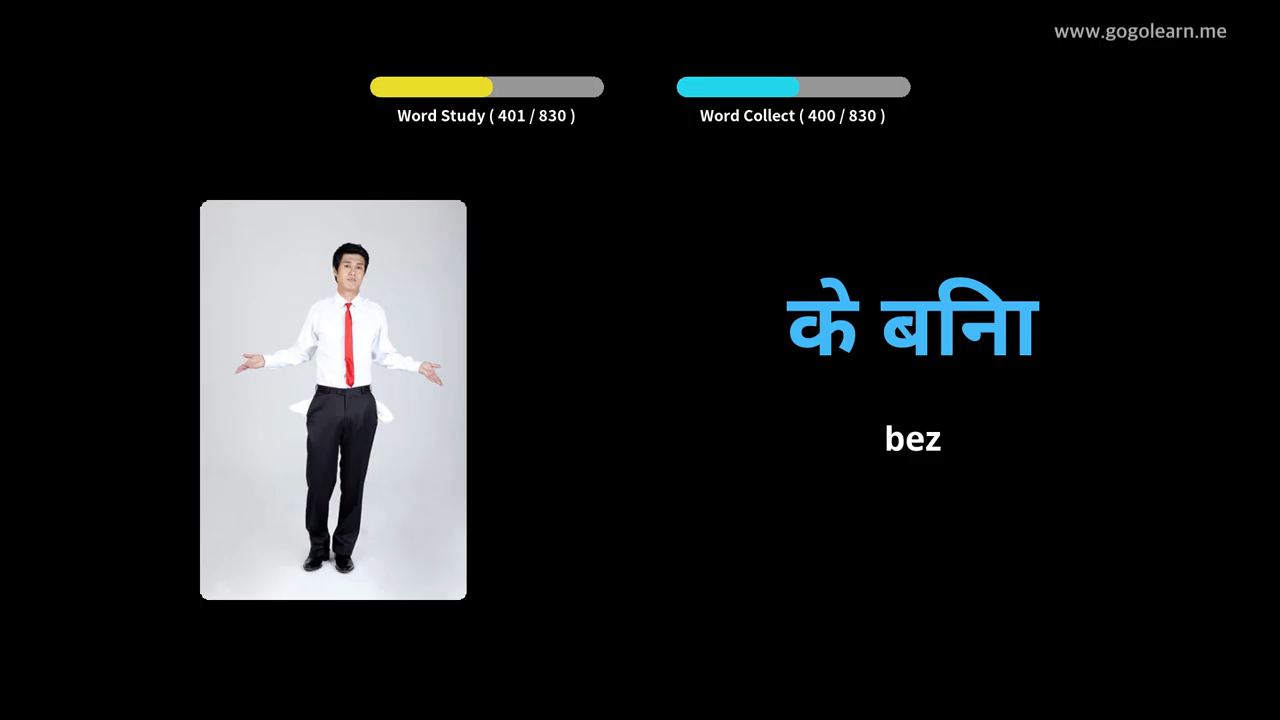 www.gogolearn.me
Word Study ( 401 / 830 )
Word Collect ( 400 / 830 )
के बिना
bez